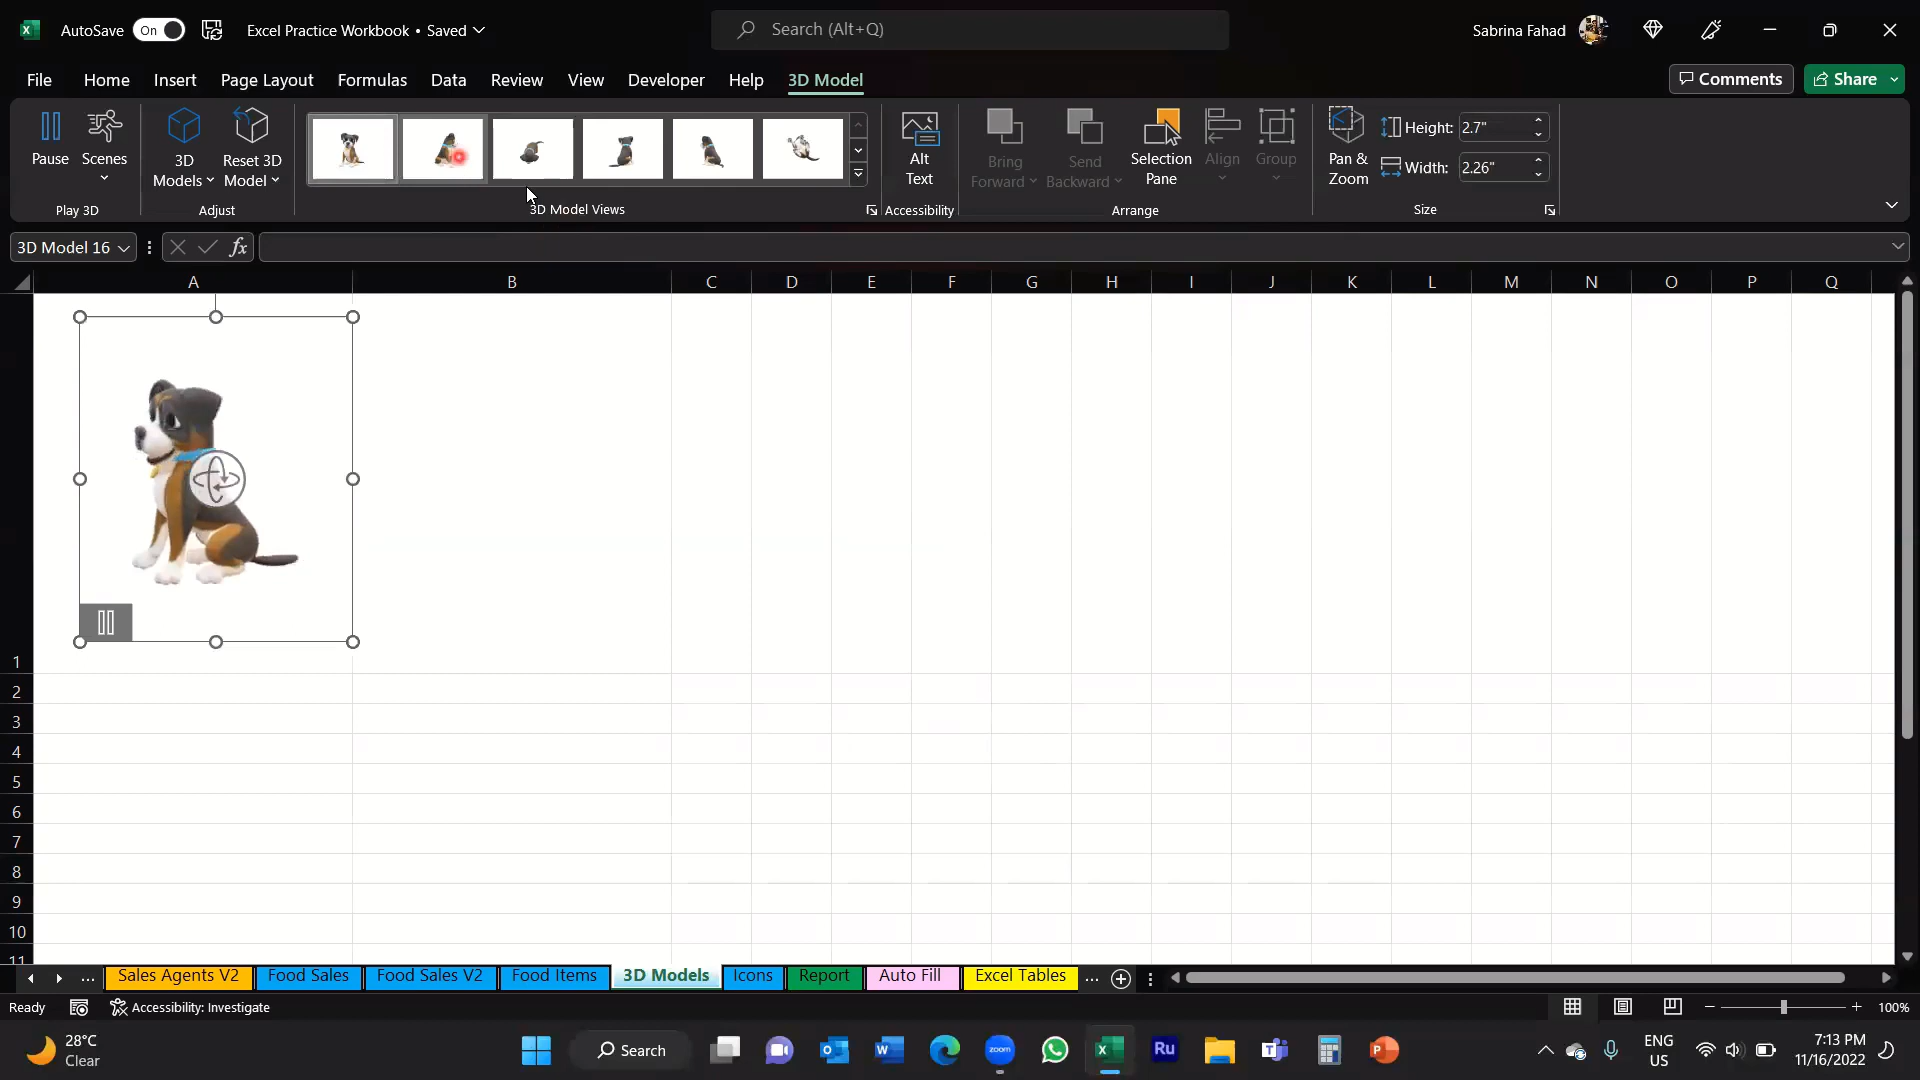 AutoSave On Excel Practice Workbook • Saved Search (Alt+Q) Sabrina Fahad
File Home Insert Page Layout Formulas Data Review View Developer Help 3D Model Comments Share
Pause Scenes 3D Models Reset 3D Model Alt Text Bring Forward Send Backward Selection Pane Align Group Pan & Zoom Height: 2.7" Width: 2.26"
Play 3D Adjust 3D Model Views Accessibility Arrange Size
3D Model 16 fx
A B C D E F G H I J K L M N O P Q
1
2
3
4
5
6
7
8
9
10
11
... Sales Agents V2 Food Sales Food Sales V2 Food Items 3D Models Icons Report Auto Fill Excel Tables ...
Ready Accessibility: Investigate 100%
28°C Clear Search zoom W Ru P ENG US 7:13 PM 11/16/2022